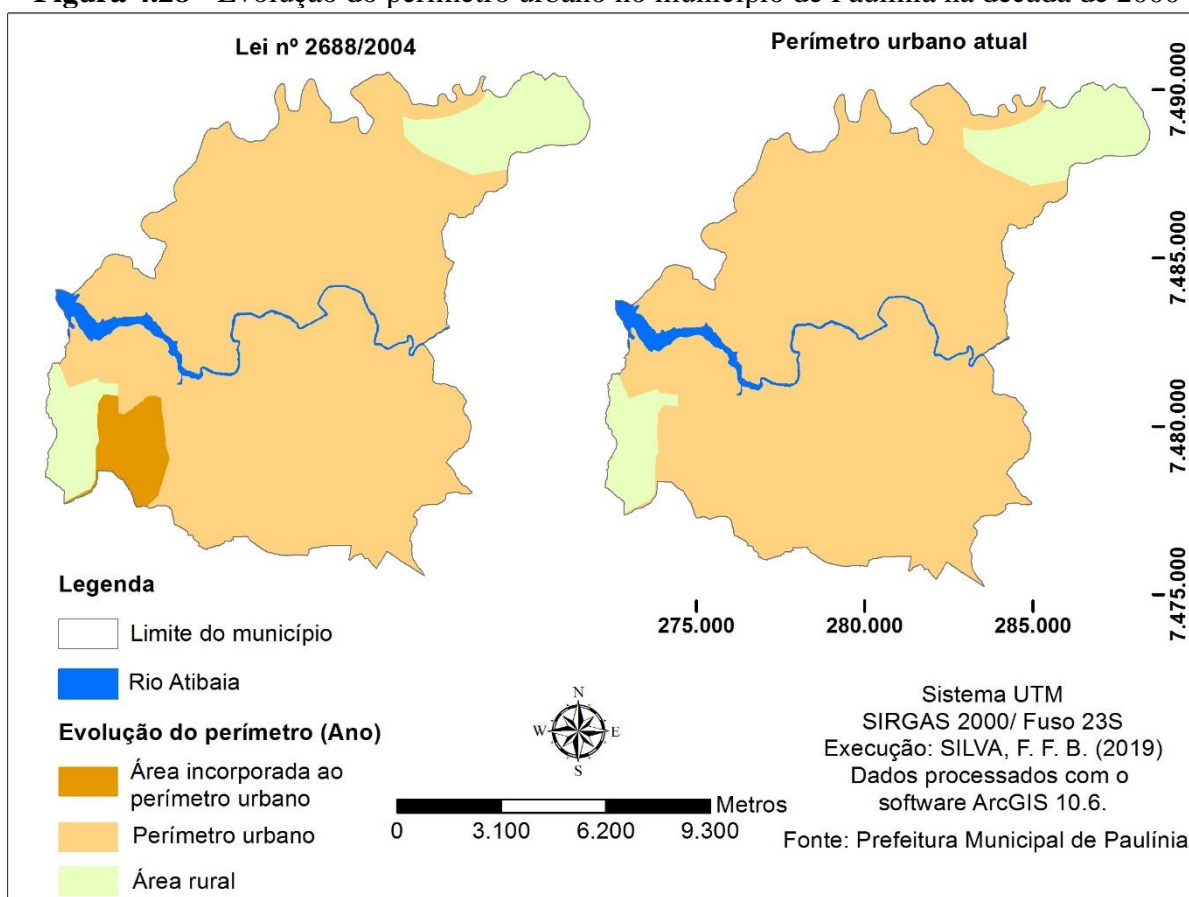 Figura 4.28 - Evolução do perímetro urbano no município de Paulínia na década de 2000
Lei nº 2688/2004
Perímetro urbano atual
7.490.000
7.485.000
7.480.000
7.475.000
275.000
280.000
285.000
Legenda
Limite do município
Rio Atibaia
Evolução do perímetro (Ano)
Área incorporada ao
perímetro urbano
Perímetro urbano
Área rural
N
W
E
S
Metros
0
3.100
6.200
9.300
Sistema UTM
SIRGAS 2000/ Fuso 23S
Execução: SILVA, F. F. B. (2019)
Dados processados com o
software ArcGIS 10.6.
Fonte: Prefeitura Municipal de Paulínia